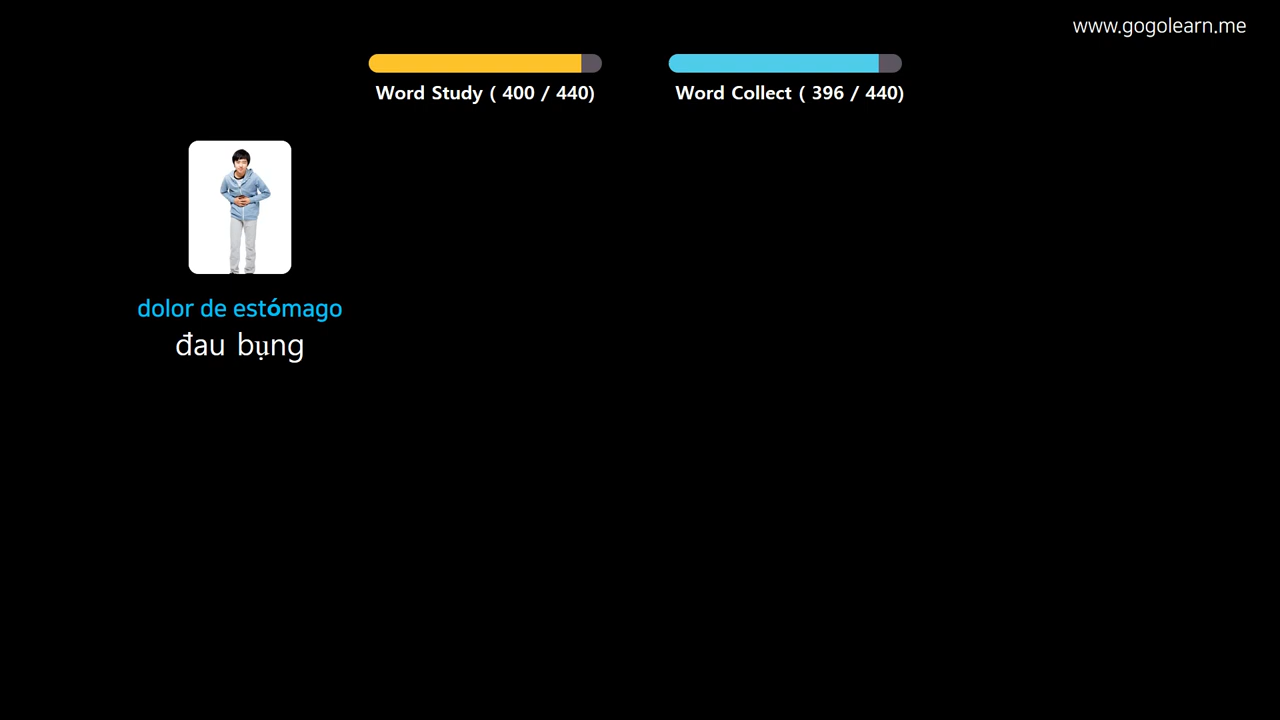 www.gogolearn.me
Word Study ( 400 / 440)
Word Collect ( 396 / 440)
dolor de estómago
đau bụng